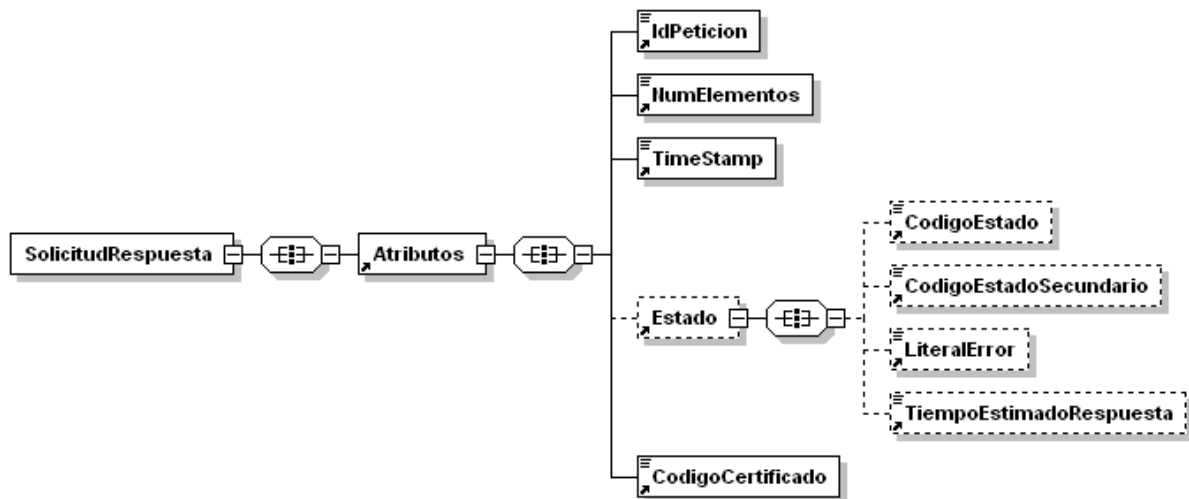 IdPeticion
NumElementos
TimeStamp
SolicitudRespuesta
Atributos
Estado
CodigoEstado
CodigoEstadoSecundario
LiteralError
TiempoEstimadoRespuesta
CodigoCertificado